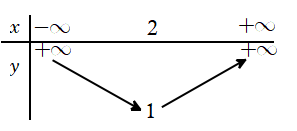 x −∞ 2 +∞
y +∞ +∞
1